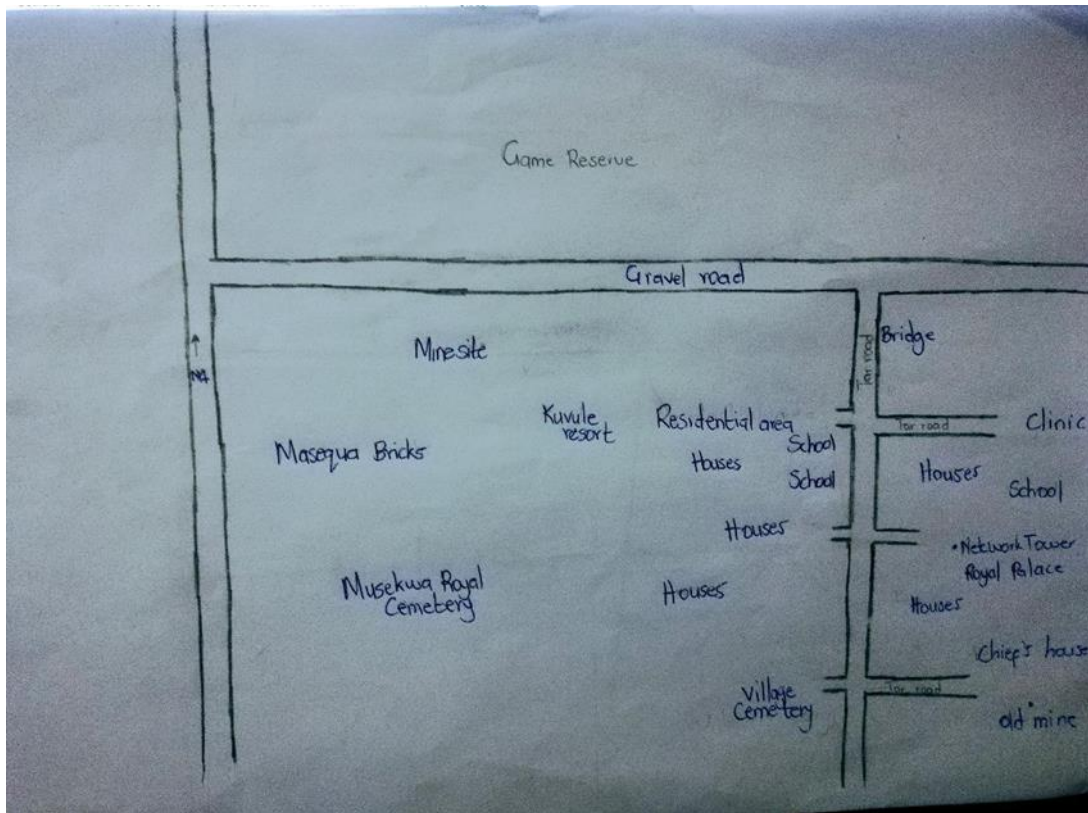 Game Reserve
Gravel road
Bridge
Tar road
Minesite
N1
Kuvule
resort
Residential area
School
Tar road
Clinic
Masequa Bricks
Houses
School
Houses
School
Houses
Network Tower
Royal Palace
Musekwa Royal
Cemetery
Houses
Houses
Chief's house
Village
Cemetery
Tar road
old mine